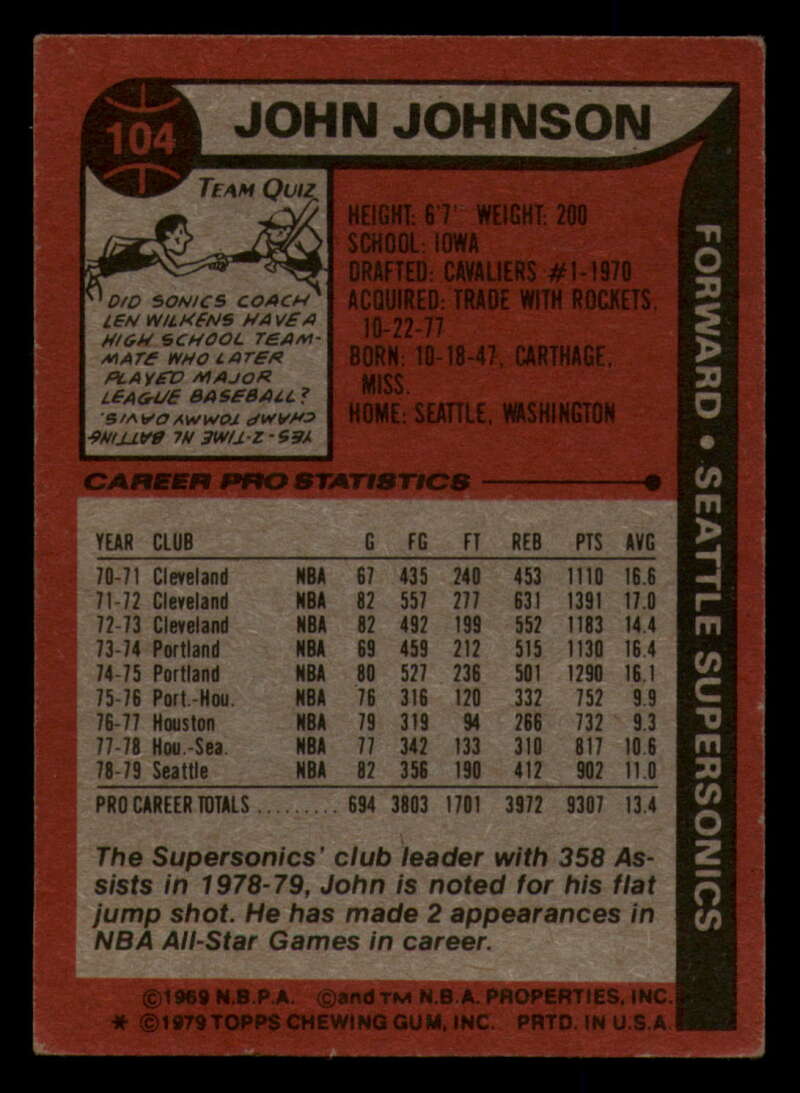 104
JOHN JOHNSON
TEAM QUIZ
DID SONICS COACH
LEN WILKENS HAVE A
HIGH SCHOOL TEAM-
MATE WHO LATER
PLAYED MAJOR
LEAGUE BASEBALL?
YES-2-TIME NL BATTING
CHAMP TOMMY DAVIS.
HEIGHT: 6'7" WEIGHT: 200
SCHOOL: IOWA
DRAFTED: CAVALIERS #1-1970
ACQUIRED: TRADE WITH ROCKETS,
10-22-77
BORN: 10-18-47, CARTHAGE,
MISS.
HOME: SEATTLE, WASHINGTON
FORWARD • SEATTLE SUPERSONICS
CAREER PRO STATISTICS
YEAR CLUB G FG FT REB PTS AVG
70-71 Cleveland NBA 67 435 240 453 1110 16.6
71-72 Cleveland NBA 82 557 277 631 1391 17.0
72-73 Cleveland NBA 82 492 199 552 1183 14.4
73-74 Portland NBA 69 459 212 515 1130 16.4
74-75 Portland NBA 80 527 236 501 1290 16.1
75-76 Port.-Hou. NBA 76 316 120 332 752 9.9
76-77 Houston NBA 79 319 94 266 732 9.3
77-78 Hou.-Sea. NBA 77 342 133 310 817 10.6
78-79 Seattle NBA 82 356 190 412 902 11.0
PRO CAREER TOTALS ......... 694 3803 1701 3972 9307 13.4
The Supersonics' club leader with 358 As-
sists in 1978-79, John is noted for his flat
jump shot. He has made 2 appearances in
NBA All-Star Games in career.
©1969 N.B.P.A. ©and TM N.B.A. PROPERTIES, INC.
* ©1979 TOPPS CHEWING GUM, INC. PRTD. IN U.S.A.